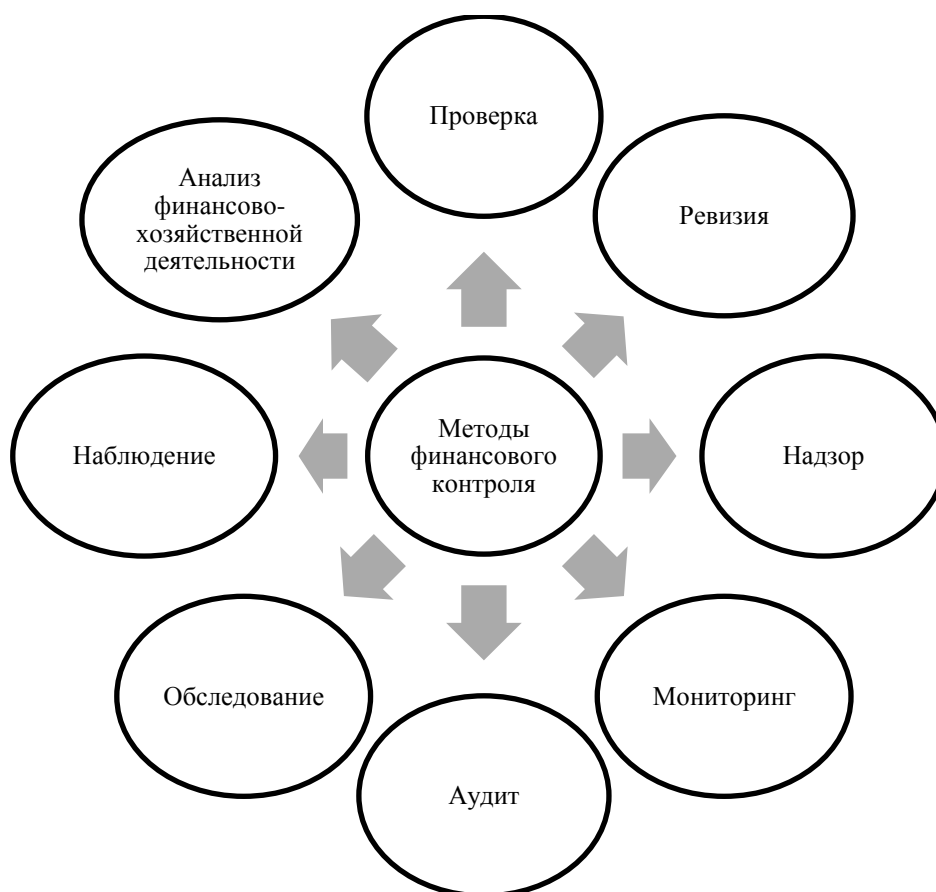 Проверка
Ревизия
Надзор
Мониторинг
Аудит
Обследование
Наблюдение
Анализ
финансово-
хозяйственной
деятельности
Методы
финансового
контроля